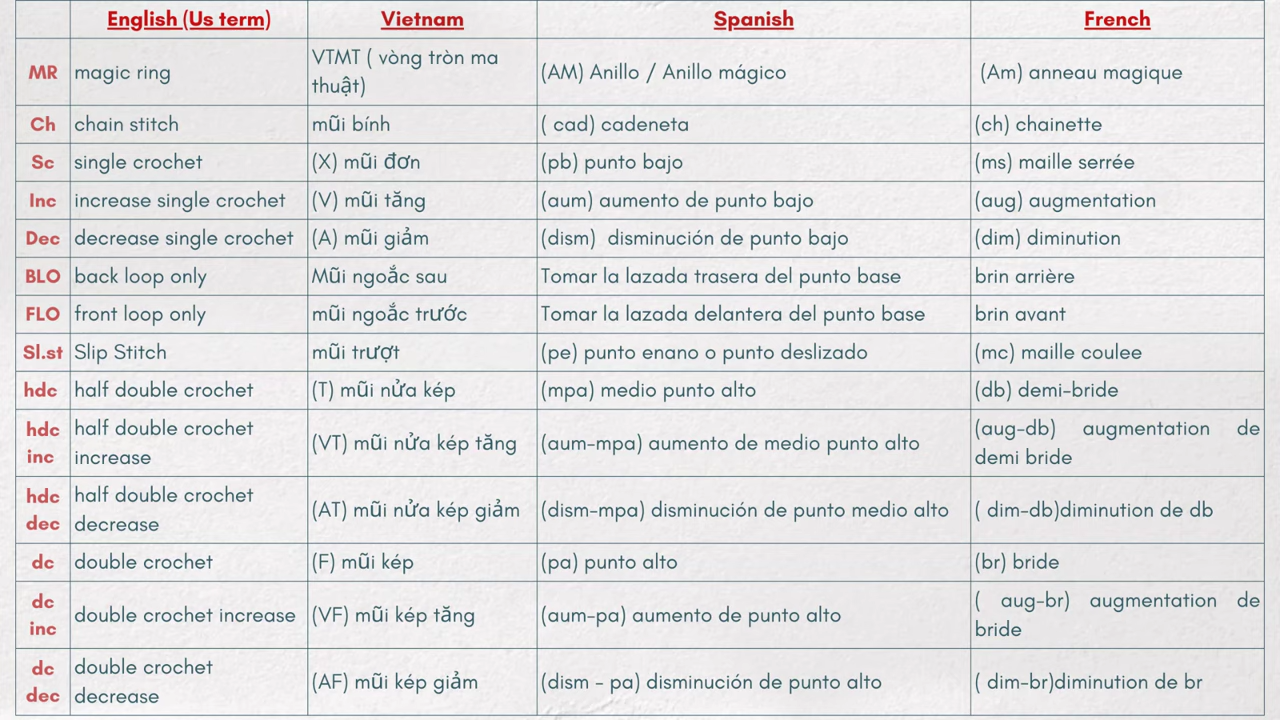 English (Us term) Vietnam Spanish French
MR magic ring VTMT ( vòng tròn ma thuật) (AM) Anillo / Anillo mágico (Am) anneau magique
Ch chain stitch mũi bính ( cad) cadeneta (ch) chainette
Sc single crochet (X) mũi đơn (pb) punto bajo (ms) maille serrée
Inc increase single crochet (V) mũi tăng (aum) aumento de punto bajo (aug) augmentation
Dec decrease single crochet (A) mũi giảm (dism) disminución de punto bajo (dim) diminution
BLO back loop only Mũi ngoắc sau Tomar la lazada trasera del punto base brin arrière
FLO front loop only mũi ngoắc trước Tomar la lazada delantera del punto base brin avant
Sl.st Slip Stitch mũi trượt (pe) punto enano o punto deslizado (mc) maille coulee
hdc half double crochet (T) mũi nửa kép (mpa) medio punto alto (db) demi-bride
hdc inc half double crochet increase (VT) mũi nửa kép tăng (aum-mpa) aumento de medio punto alto (aug-db) augmentation de demi bride
hdc dec half double crochet decrease (AT) mũi nửa kép giảm (dism-mpa) disminución de punto medio alto ( dim-db)diminution de db
dc double crochet (F) mũi kép (pa) punto alto (br) bride
dc inc double crochet increase (VF) mũi kép tăng (aum-pa) aumento de punto alto ( aug-br) augmentation de bride
dc dec double crochet decrease (AF) mũi kép giảm (dism - pa) disminución de punto alto ( dim-br)diminution de br